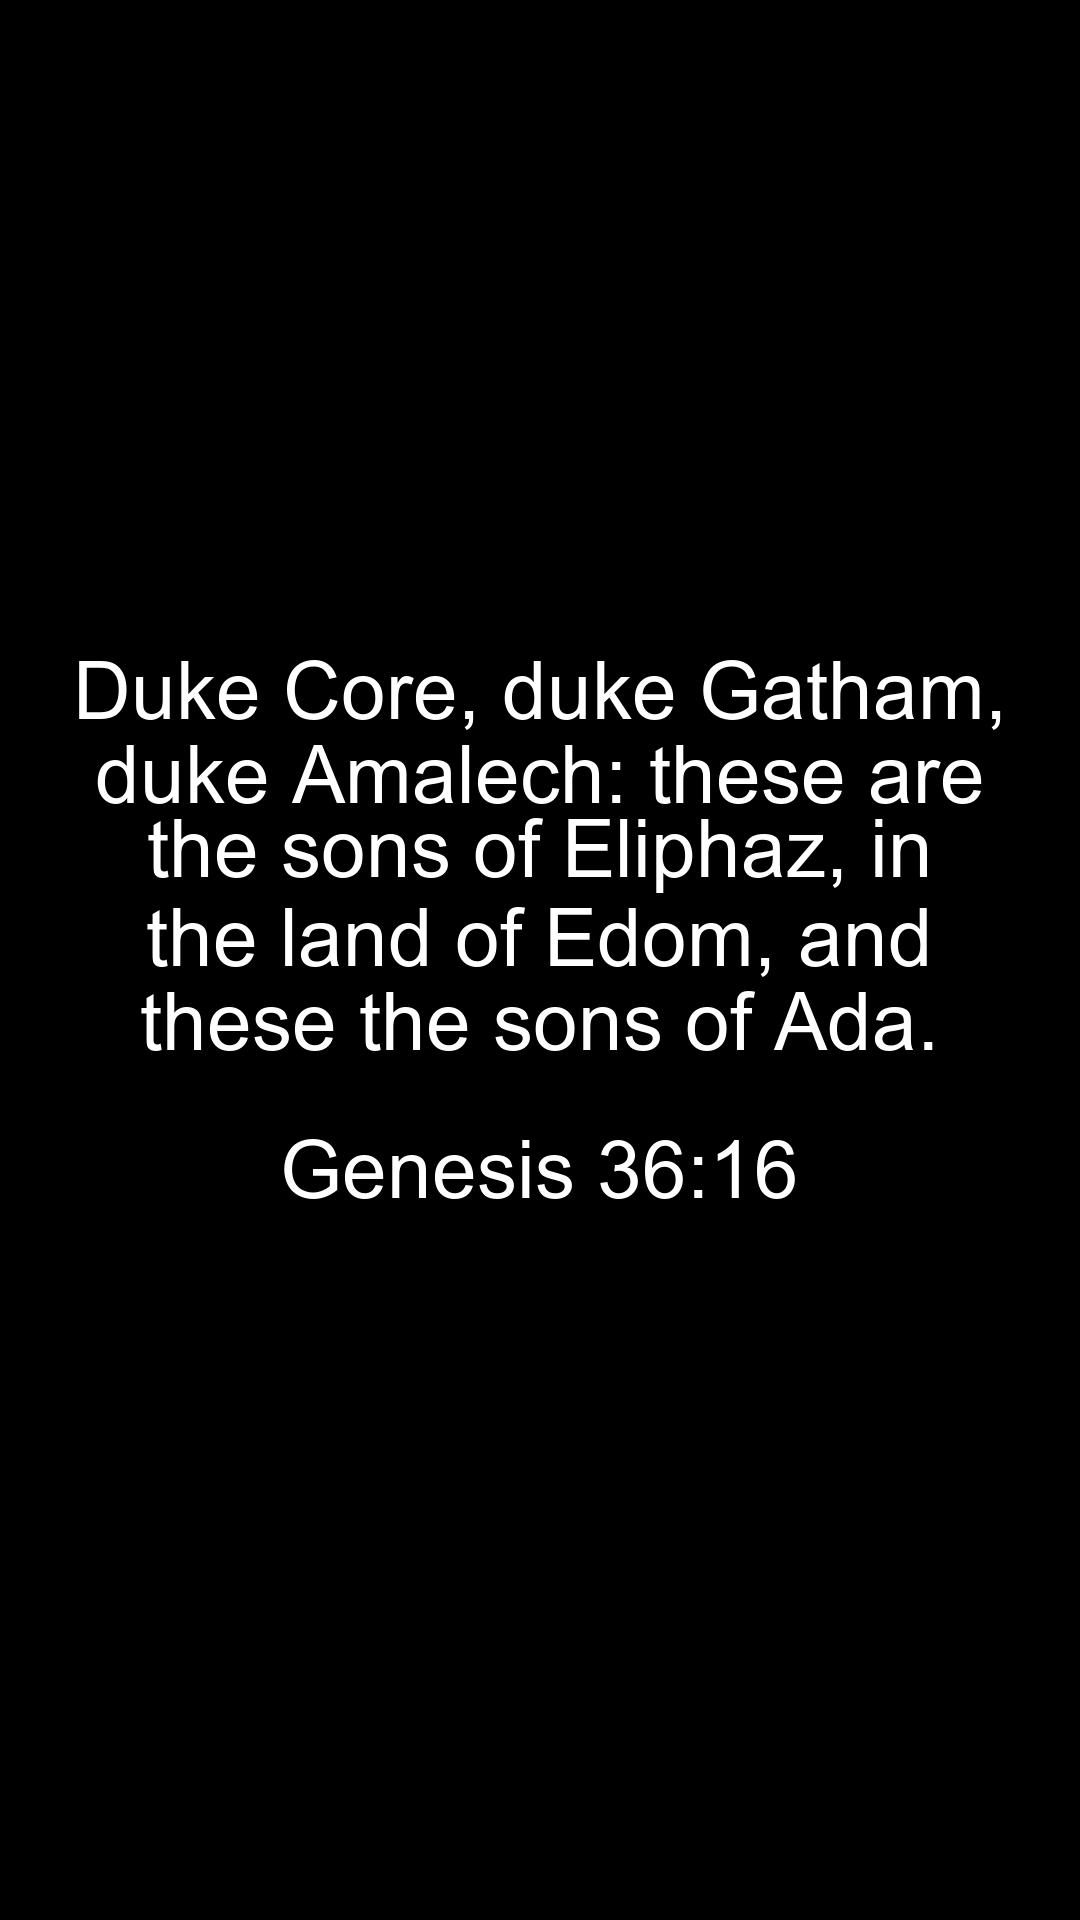 Duke Core, duke Gatham,
duke Amalech: these are
the sons of Eliphaz, in
the land of Edom, and
these the sons of Ada.
Genesis 36:16